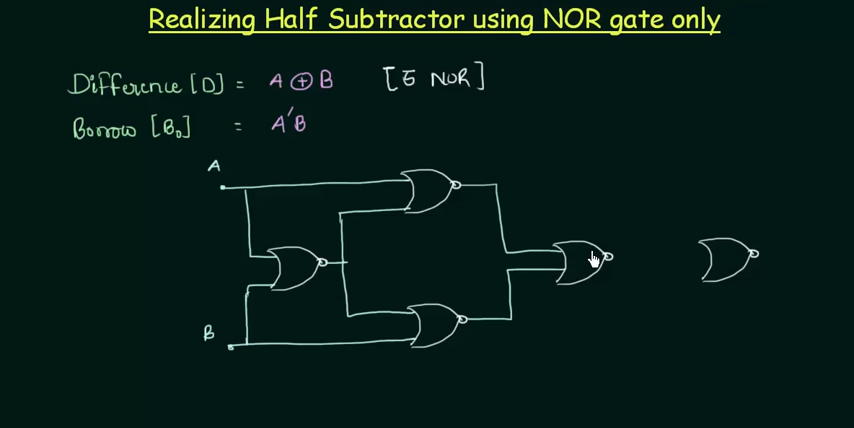 Realizing Half Subtractor using NOR gate only
Difference [D] = A ⊕ B [5 NOR]
Borrow [B₀] = A'B
A
B